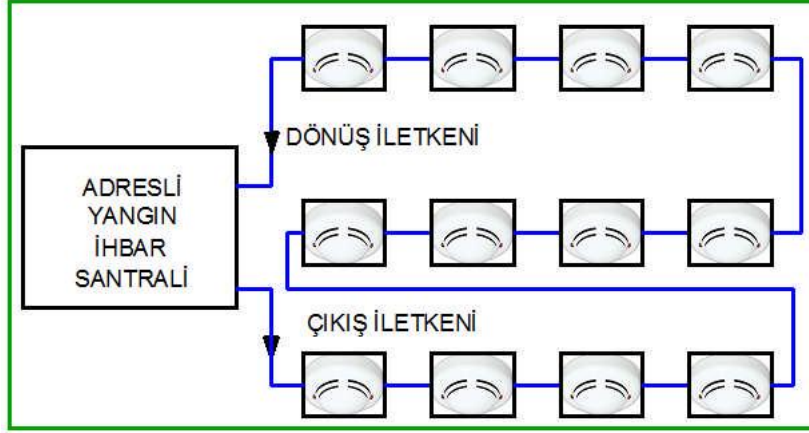 DÖNÜŞ İLETKENİ
ADRESLİ
YANGIN
İHBAR
SANTRALİ
ÇIKIŞ İLETKENİ